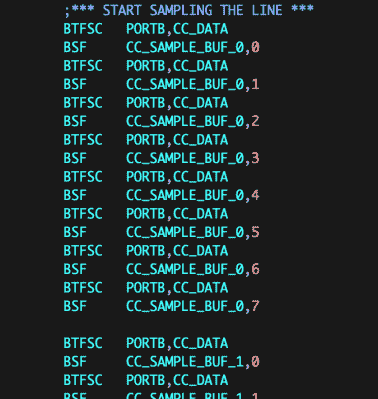 ;*** START SAMPLING THE LINE ***
BTFSC PORTB,CC_DATA
BSF CC_SAMPLE_BUF_0,0
BTFSC PORTB,CC_DATA
BSF CC_SAMPLE_BUF_0,1
BTFSC PORTB,CC_DATA
BSF CC_SAMPLE_BUF_0,2
BTFSC PORTB,CC_DATA
BSF CC_SAMPLE_BUF_0,3
BTFSC PORTB,CC_DATA
BSF CC_SAMPLE_BUF_0,4
BTFSC PORTB,CC_DATA
BSF CC_SAMPLE_BUF_0,5
BTFSC PORTB,CC_DATA
BSF CC_SAMPLE_BUF_0,6
BTFSC PORTB,CC_DATA
BSF CC_SAMPLE_BUF_0,7
BTFSC PORTB,CC_DATA
BSF CC_SAMPLE_BUF_1,0
BTFSC PORTB,CC_DATA
BSF CC_SAMPLE_BUF_1,1